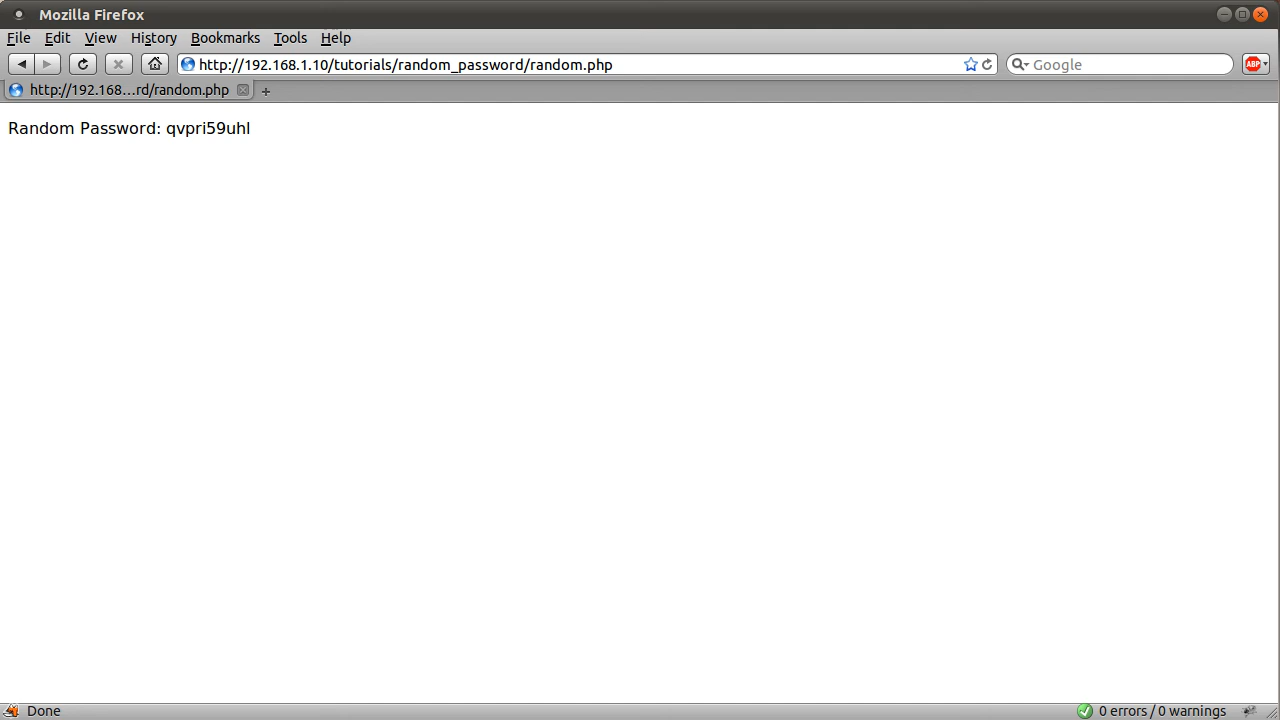 Mozilla Firefox
File Edit View History Bookmarks Tools Help
http://192.168.1.10/tutorials/random_password/random.php
Google
ABP
http://192.168...rd/random.php
Random Password: qvpri59uhl
Done
0 errors / 0 warnings